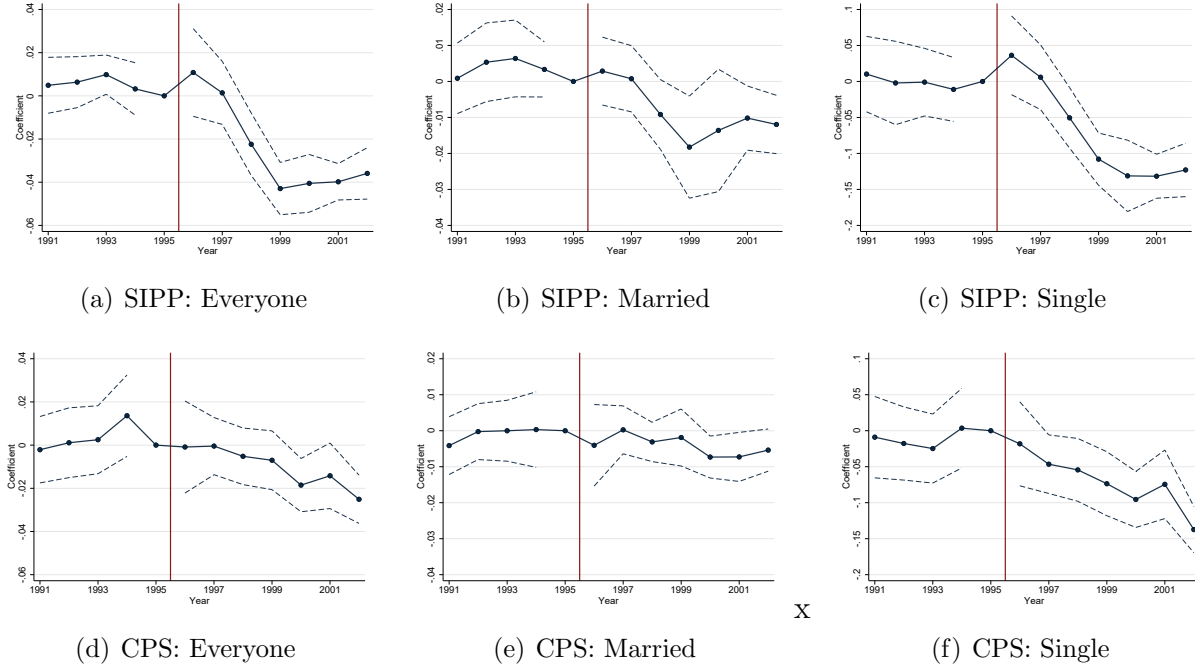 .04
.02
0
-.02
-.04
-.06
Coefficient
1991 1993 1995 1997 1999 2001
Year
(a) SIPP: Everyone
.02
.01
0
-.01
-.02
-.03
-.04
Coefficient
1991 1993 1995 1997 1999 2001
Year
(b) SIPP: Married
.1
.05
0
-.05
-.1
-.15
-.2
Coefficient
1991 1993 1995 1997 1999 2001
Year
(c) SIPP: Single
.04
.02
0
-.02
-.04
-.06
Coefficient
1991 1993 1995 1997 1999 2001
Year
(d) CPS: Everyone
.02
.01
0
-.01
-.02
-.03
-.04
Coefficient
1991 1993 1995 1997 1999 2001
Year
(e) CPS: Married
x
.1
.05
0
-.05
-.1
-.15
-.2
Coefficient
1991 1993 1995 1997 1999 2001
Year
(f) CPS: Single